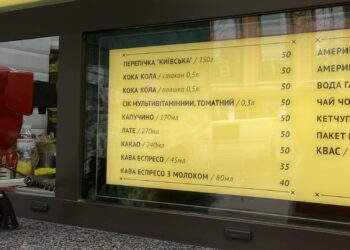 ПЕРЕПІЧКА "КИЇВСЬКА" / 150г 50
КОКА КОЛА / стакан 0,5л 50
КОКА КОЛА / пляшка 0,5л 50
СІК МУЛЬТИВІТАМІННИЙ, ТОМАТНИЙ / 0,3л 50
КАПУЧИНО / 170мл 50
ЛАТЕ / 270мл 50
КАКАО / 240мл 50
КАВА ЕСПРЕСО / 45мл 35
КАВА ЕСПРЕСО З МОЛОКОМ / 80мл 40
АМЕРИ
АМЕРИ
ВОДА ГА
ЧАЙ ЧО
КЕТЧУП
ПАКЕТ
КВАС /